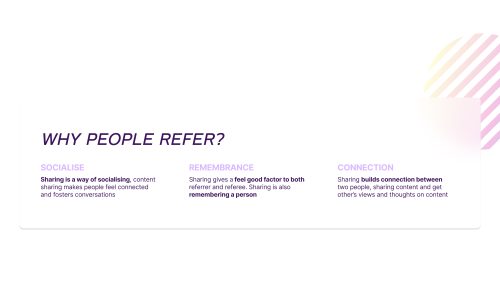 WHY PEOPLE REFER?
SOCIALISE
Sharing is a way of socialising, content
sharing makes people feel connected
and fosters conversations
REMEMBRANCE
Sharing gives a feel good factor to both
referrer and referee. Sharing is also
remembering a person
CONNECTION
Sharing builds connection between
two people, sharing content and get
other's views and thoughts on content